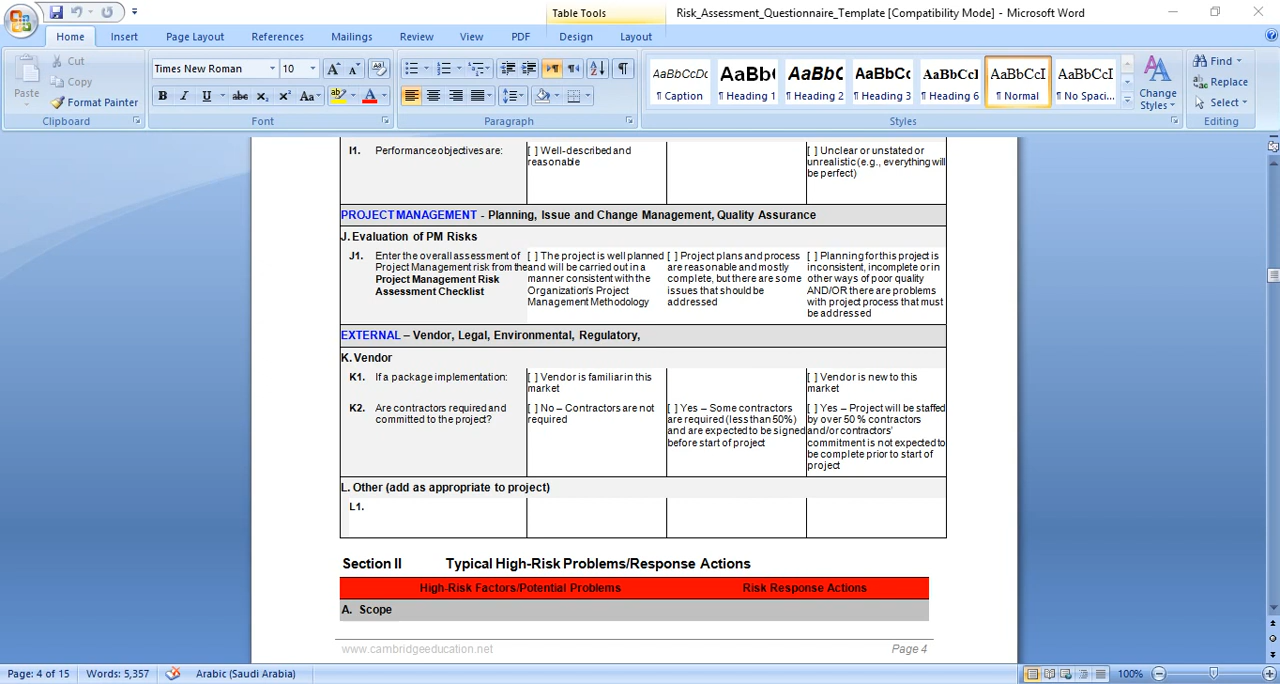 Table Tools
Risk_Assessment_Questionnaire_Template [Compatibility Mode] - Microsoft Word
Home Insert Page Layout References Mailings Review View PDF Design Layout
Paste
Cut
Copy
Format Painter
Clipboard
Times New Roman 10
Font
Paragraph
AaBbCcDc AaBbC AaBbC AaBbCc AaBbCcI AaBbCcI AaBbCcI
¶ Caption ¶ Heading 1 ¶ Heading 2 ¶ Heading 3 ¶ Heading 6 ¶ Normal ¶ No Spaci...
Change Styles
Styles
Find
Replace
Select
Editing
I1. Performance objectives are:
[ ] Well-described and
reasonable
[ ] Unclear or unstated or
unrealistic (e.g., everything will
be perfect)
PROJECT MANAGEMENT - Planning, Issue and Change Management, Quality Assurance
J. Evaluation of PM Risks
J1. Enter the overall assessment of
Project Management risk from the
Project Management Risk
Assessment Checklist
[ ] The project is well planned
and will be carried out in a
manner consistent with the
Organization's Project
Management Methodology
[ ] Project plans and process
are reasonable and mostly
complete, but there are some
issues that should be
addressed
[ ] Planning for this project is
inconsistent, incomplete or in
other ways of poor quality
AND/OR there are problems
with project process that must
be addressed
EXTERNAL – Vendor, Legal, Environmental, Regulatory,
K. Vendor
K1. If a package implementation:
[ ] Vendor is familiar in this
market
[ ] Vendor is new to this
market
K2. Are contractors required and
committed to the project?
[ ] No – Contractors are not
required
[ ] Yes – Some contractors
are required (less than 50%)
and are expected to be signed
before start of project
[ ] Yes – Project will be staffed
by over 50 % contractors
and/or contractors'
commitment is not expected to
be complete prior to start of
project
L. Other (add as appropriate to project)
L1.
Section II Typical High-Risk Problems/Response Actions
High-Risk Factors/Potential Problems Risk Response Actions
A. Scope
www.cambridgeeducation.net Page 4
Page: 4 of 15 Words: 5,357 Arabic (Saudi Arabia) 100%